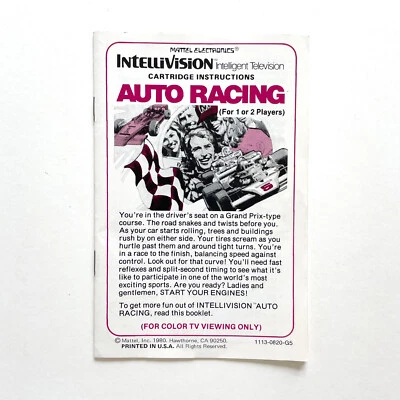 MATTEL ELECTRONICS®
INTELLIVISION™ Intelligent Television
CARTRIDGE INSTRUCTIONS
AUTO RACING
(For 1 or 2 Players)
You're in the driver's seat on a Grand Prix-type
course. The road snakes and twists before you.
As your car starts rolling, trees and buildings
rush by on either side. Your tires scream as you
hurtle past them and around tight turns. You're
in a race to the finish, balancing speed against
control. Look out for that curve! You'll need fast
reflexes and split-second timing to see what it's
like to participate in one of the world's most
exciting sports. Are you ready? Ladies and
gentlemen, START YOUR ENGINES!
To get more fun out of INTELLIVISION™ AUTO
RACING, read this booklet.
(FOR COLOR TV VIEWING ONLY)
© Mattel, Inc. 1980. Hawthorne, CA 90250.
PRINTED IN U.S.A. All Rights Reserved.
1113-0820-G5